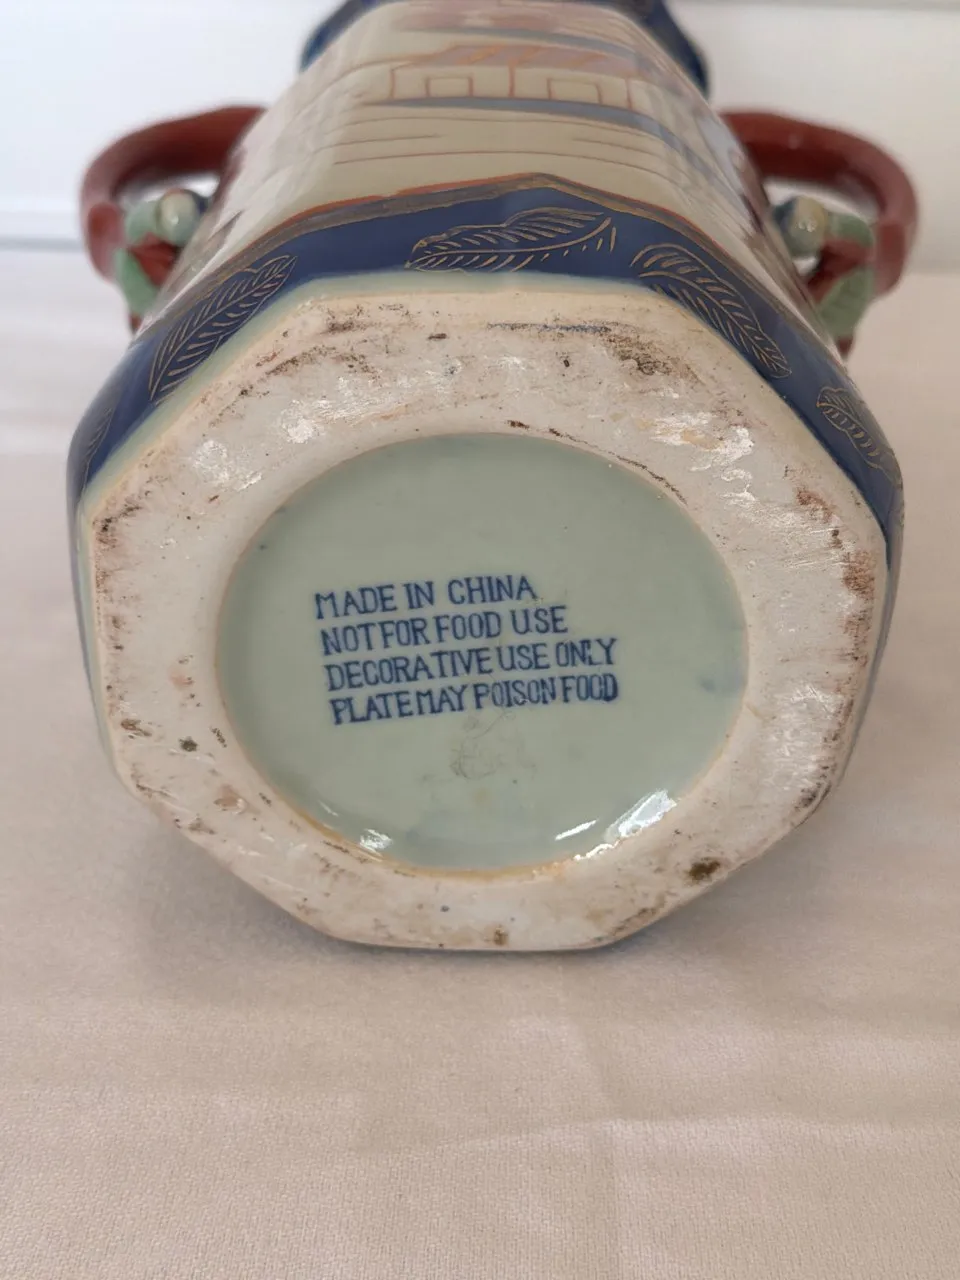 MADE IN CHINA
NOT FOR FOOD USE
DECORATIVE USE ONLY
PLATE MAY POISON FOOD